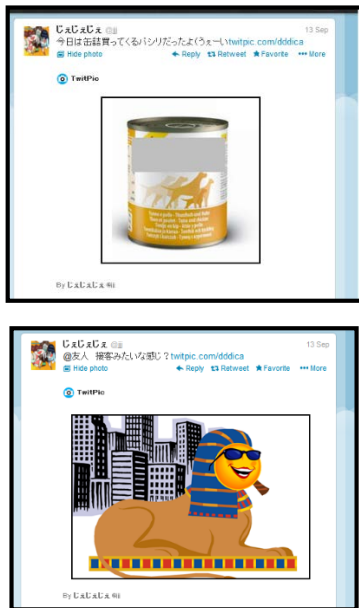 じぇじぇじぇ @jj 13 Sep
今日は缶詰買ってくるパシリだったよ(うぇーいtwitpic.com/dddica
Hide photo Reply Retweet Favorite More
TwitPic
By じぇじぇじぇ @jj
じぇじぇじぇ @jj 13 Sep
@友人 接客みたいな感じ？twitpic.com/dddica
Hide photo Reply Retweet Favorite More
TwitPic
By じぇじぇじぇ @jj